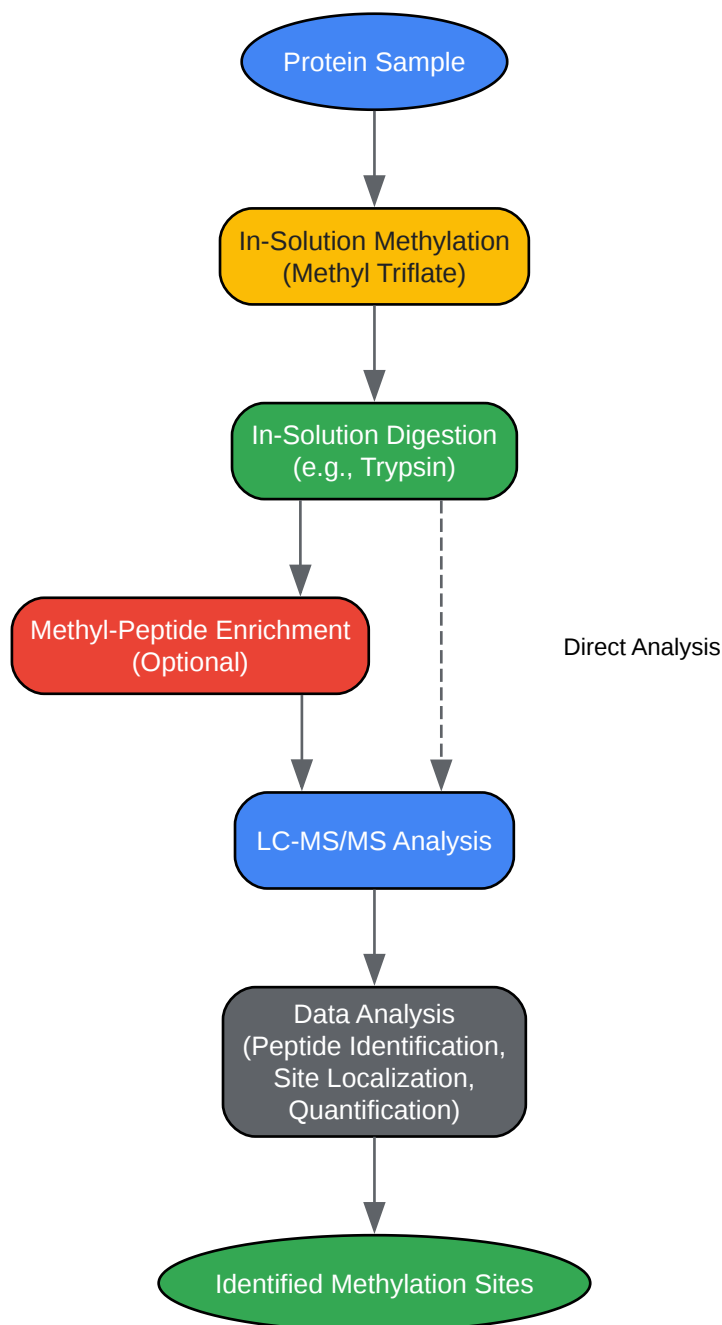 Protein Sample
In-Solution Methylation
(Methyl Triflate)
In-Solution Digestion
(e.g., Trypsin)
Methyl-Peptide Enrichment
(Optional)
Direct Analysis
LC-MS/MS Analysis
Data Analysis
(Peptide Identification,
Site Localization,
Quantification)
Identified Methylation Sites